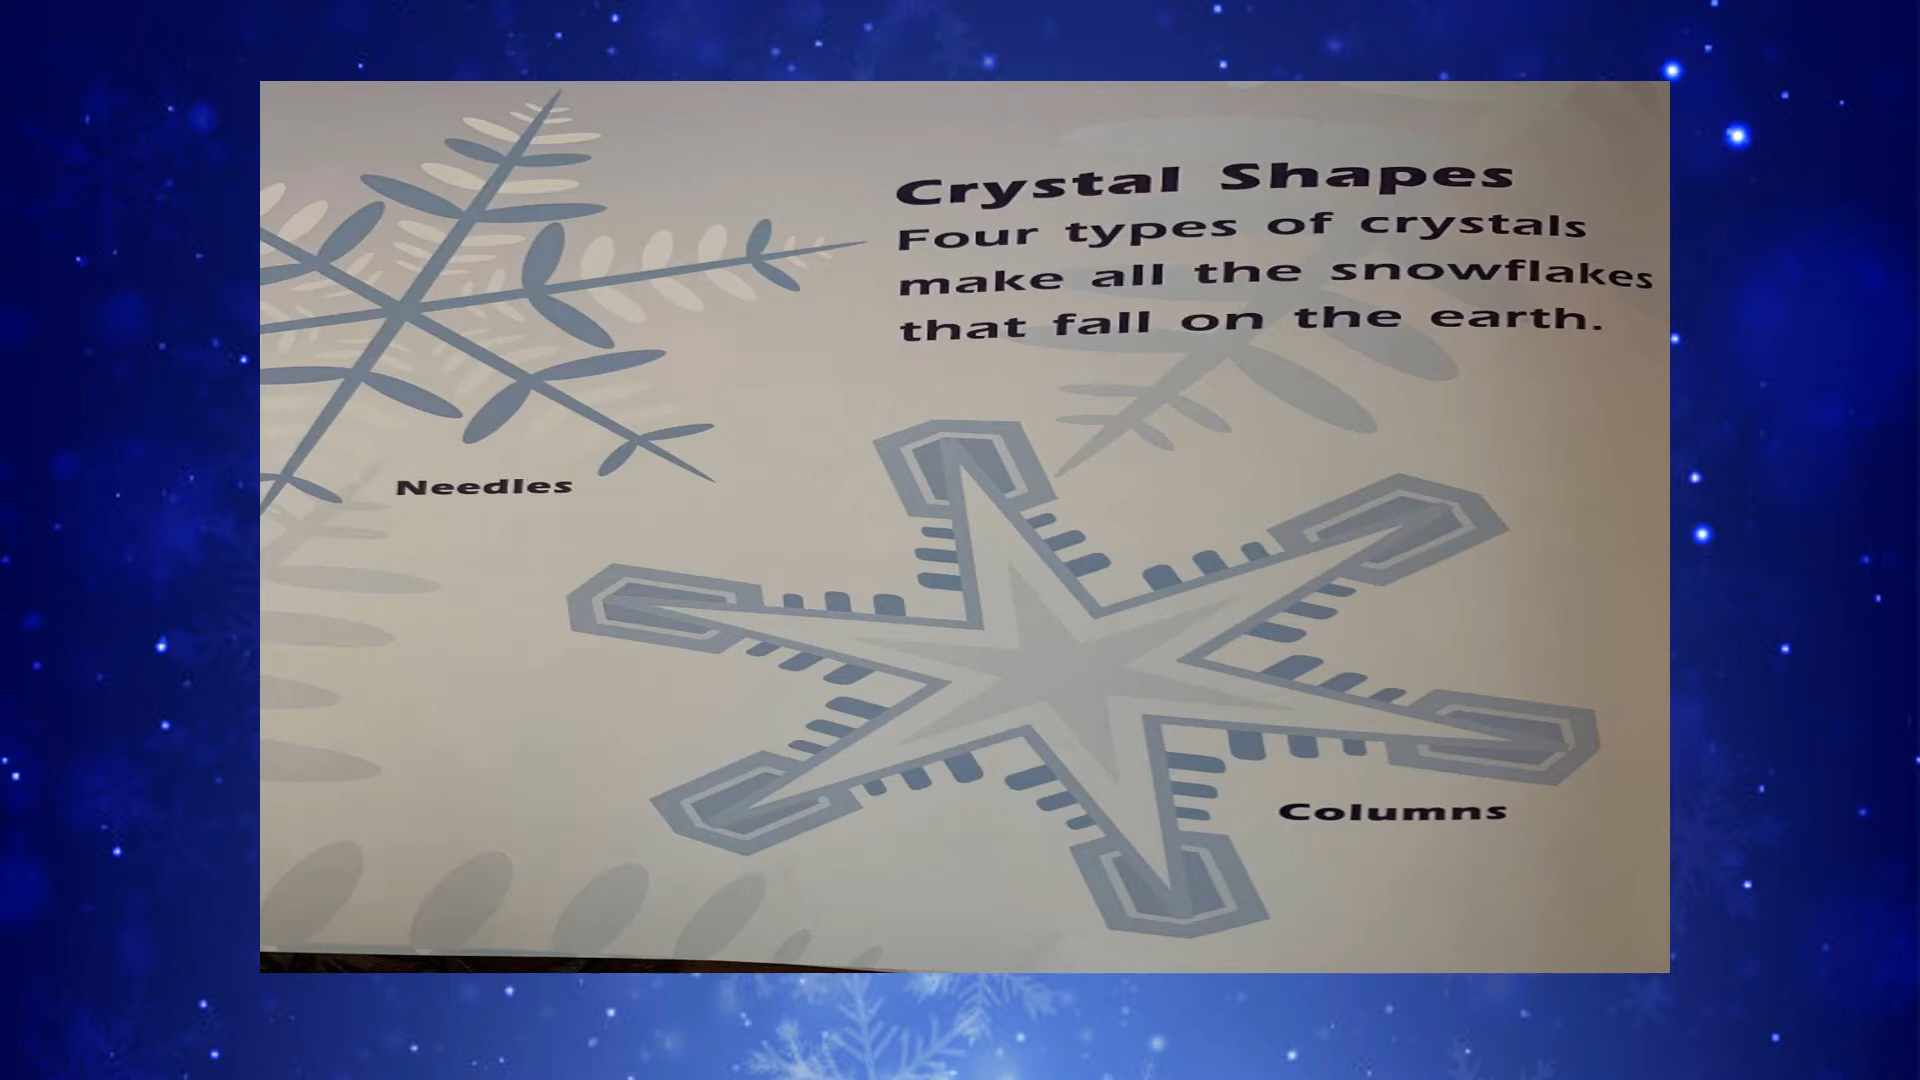 Crystal Shapes
Four types of crystals
make all the snowflakes
that fall on the earth.
Needles
Columns